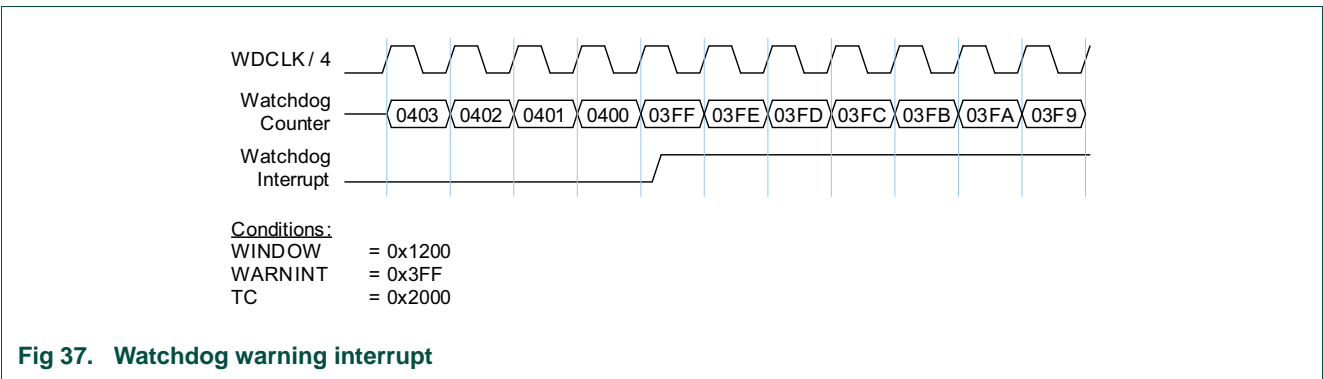 WDCLK / 4
Watchdog
Counter
0403 0402 0401 0400 03FF 03FE 03FD 03FC 03FB 03FA 03F9
Watchdog
Interrupt
Conditions:
WINDOW = 0x1200
WARNINT = 0x3FF
TC = 0x2000
Fig 37. Watchdog warning interrupt